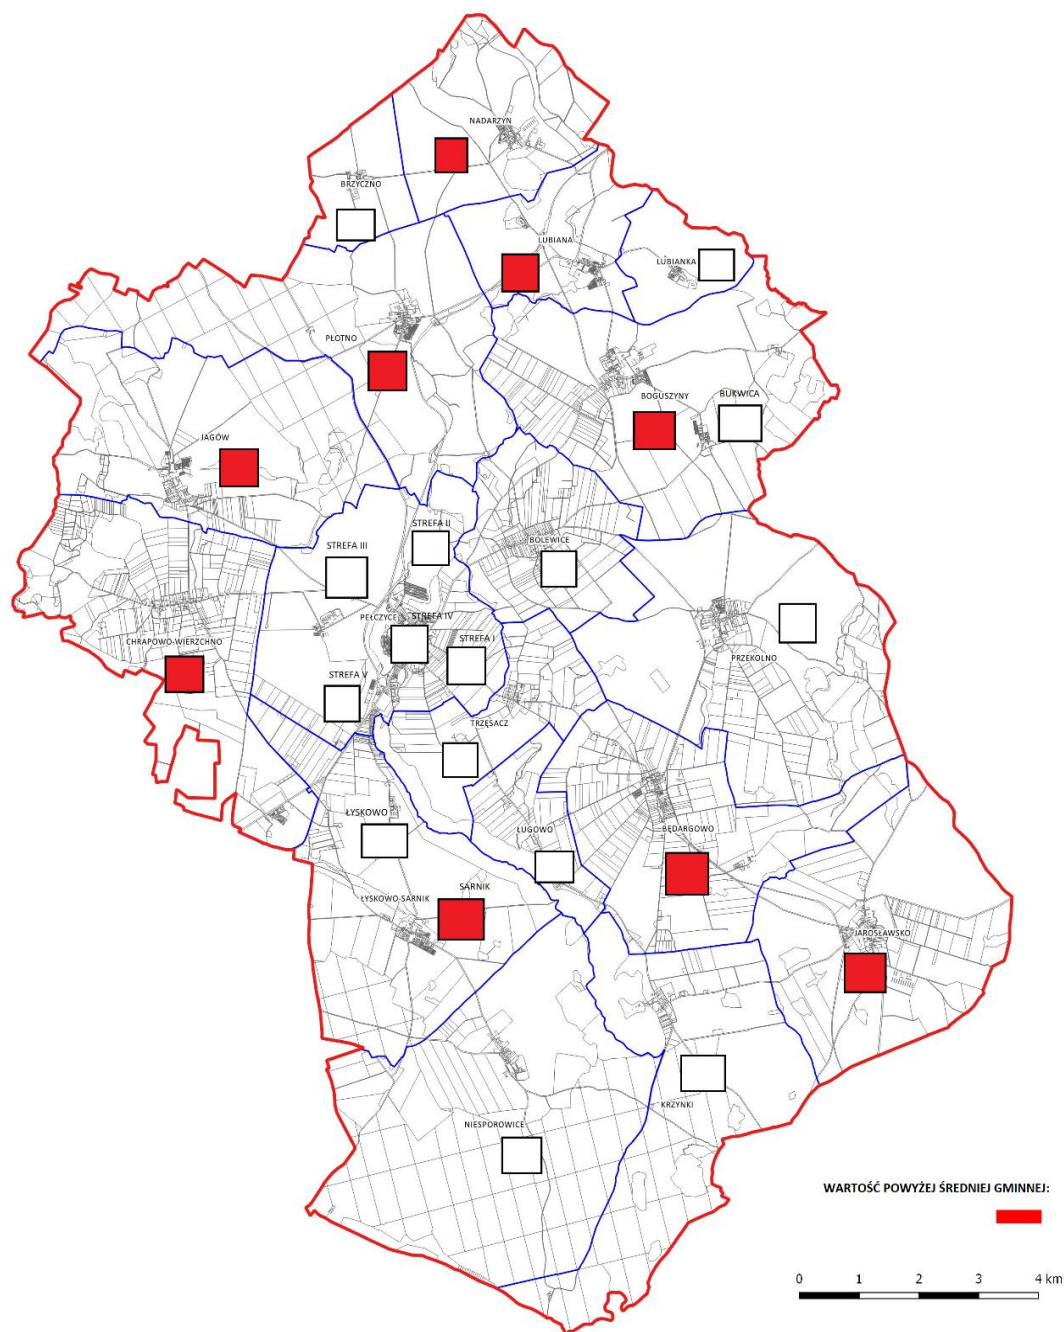 NADARZYN
BRZYCZNO
LUBIANA
LUBIANKA
PŁOTNO
BOGUSZYNY
BUKWICA
JAGÓW
STREFA II
STREFA III
BOLEWICE
PEŁCZYCE
STREFA IV
STREFA I
CHRAPOWO-WIERZCHNO
PRZEKOLNO
STREFA V
TRZĘSACZ
ŁYSKOWO
ŁUGOWO
BĘDARGOWO
SARNIK
ŁYSKOWO-SARNIK
JAROSŁAWSKO
KRZYNKI
NIESPOROWICE
WARTOŚĆ POWYŻEJ ŚREDNIEJ GMINNEJ:
0 1 2 3 4 km